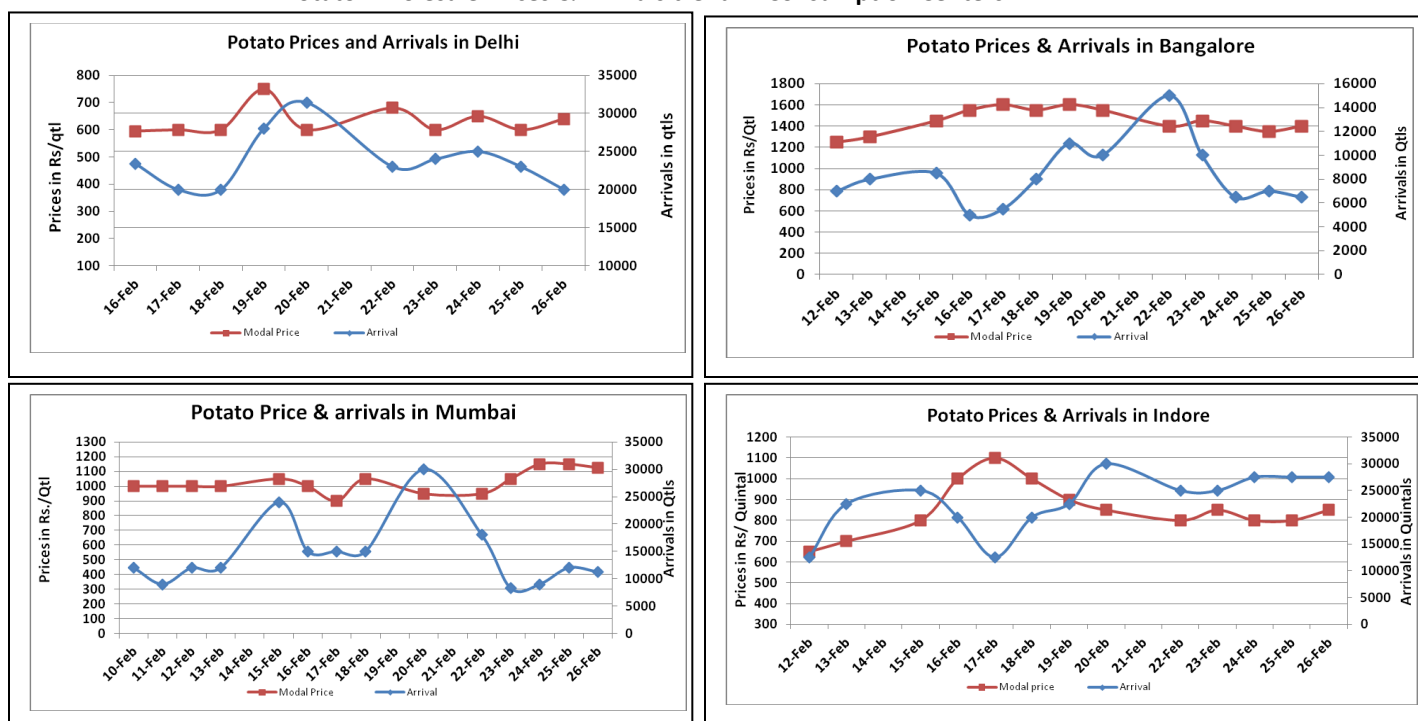 Potato Prices and Arrivals in Delhi
800
700
600
500
400
300
200
100
35000
30000
25000
20000
15000
10000
Prices in Rs/qtl
Arrivals in qtls
16-Feb
17-Feb
18-Feb
19-Feb
20-Feb
21-Feb
22-Feb
23-Feb
24-Feb
25-Feb
26-Feb
Modal Price
Arrival
Potato Prices & Arrivals in Bangalore
1800
1600
1400
1200
1000
800
600
400
200
0
16000
14000
12000
10000
8000
6000
4000
2000
0
Prices in Rs/Qtl
Arrivals in Qtls
12-Feb
13-Feb
14-Feb
15-Feb
16-Feb
17-Feb
18-Feb
19-Feb
20-Feb
21-Feb
22-Feb
23-Feb
24-Feb
25-Feb
26-Feb
Modal Price
Arrival
Potato Price & arrivals in Mumbai
1300
1200
1100
1000
900
800
700
600
500
400
300
200
100
0
35000
30000
25000
20000
15000
10000
5000
0
Prices in Rs,/Qtl
Arrivals in Qtls
10-Feb
11-Feb
12-Feb
13-Feb
14-Feb
15-Feb
16-Feb
17-Feb
18-Feb
19-Feb
20-Feb
21-Feb
22-Feb
23-Feb
24-Feb
25-Feb
26-Feb
Modal Price
Arrival
Potato Prices & Arrivals in Indore
1200
1100
1000
900
800
700
600
500
400
300
35000
30000
25000
20000
15000
10000
5000
0
Prices in Rs/ Quintal
Arrivals in Quintals
12-Feb
13-Feb
14-Feb
15-Feb
16-Feb
17-Feb
18-Feb
19-Feb
20-Feb
21-Feb
22-Feb
23-Feb
24-Feb
25-Feb
26-Feb
Modal price
Arrival